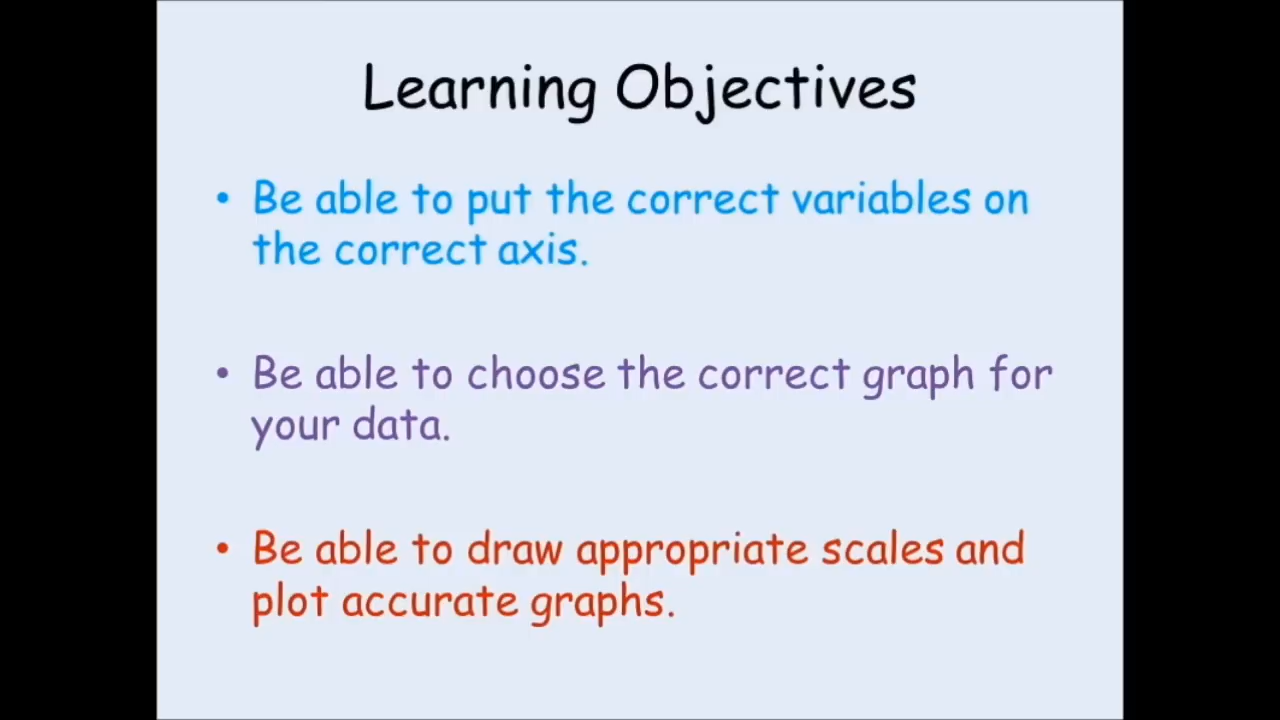 Learning Objectives
• Be able to put the correct variables on
the correct axis.
• Be able to choose the correct graph for
your data.
• Be able to draw appropriate scales and
plot accurate graphs.